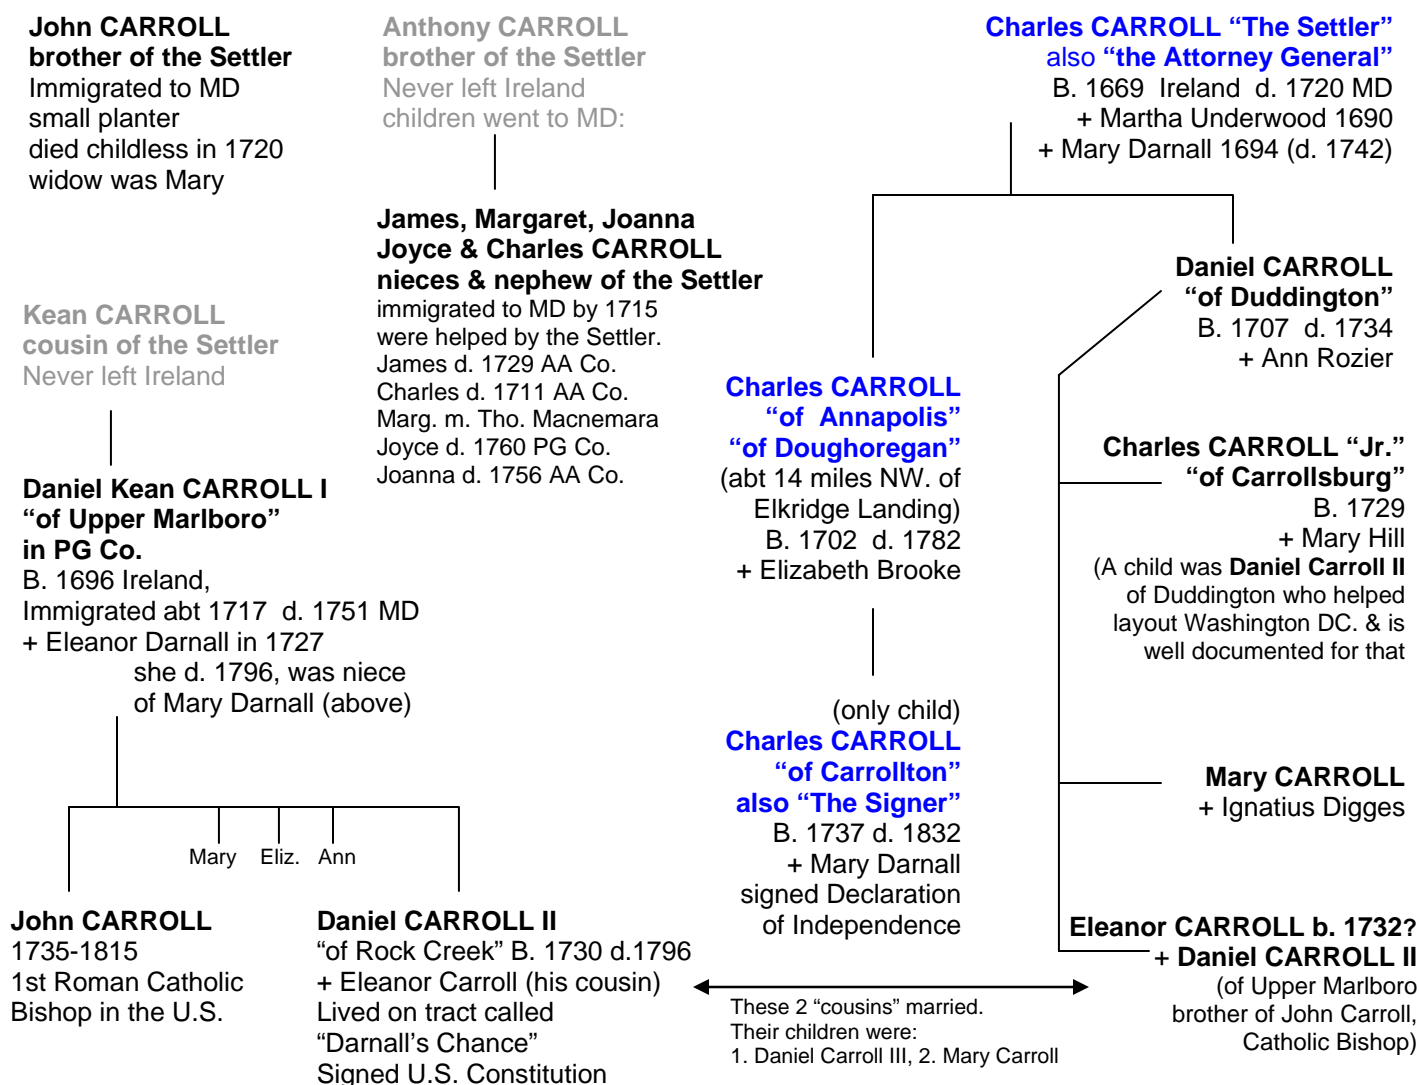 John CARROLL
brother of the Settler
Immigrated to MD
small planter
died childless in 1720
widow was Mary
Anthony CARROLL
brother of the Settler
Never left Ireland
children went to MD:
Charles CARROLL “The Settler”
also “the Attorney General”
B. 1669 Ireland d. 1720 MD
+ Martha Underwood 1690
+ Mary Darnall 1694 (d. 1742)
James, Margaret, Joanna
Joyce & Charles CARROLL
nieces & nephew of the Settler
immigrated to MD by 1715
were helped by the Settler.
James d. 1729 AA Co.
Charles d. 1711 AA Co.
Marg. m. Tho. Macnemara
Joyce d. 1760 PG Co.
Joanna d. 1756 AA Co.
Daniel CARROLL
“of Duddington”
B. 1707 d. 1734
+ Ann Rozier
Kean CARROLL
cousin of the Settler
Never left Ireland
Charles CARROLL
“of Annapolis”
“of Doughoregan”
(abt 14 miles NW. of
Elkridge Landing)
B. 1702 d. 1782
+ Elizabeth Brooke
Charles CARROLL “Jr.”
“of Carrollsburg”
B. 1729
+ Mary Hill
(A child was Daniel Carroll II
of Duddington who helped
layout Washington DC. & is
well documented for that
Daniel Kean CARROLL I
“of Upper Marlboro”
in PG Co.
B. 1696 Ireland,
Immigrated abt 1717 d. 1751 MD
+ Eleanor Darnall in 1727
she d. 1796, was niece
of Mary Darnall (above)
(only child)
Charles CARROLL
“of Carrollton”
also “The Signer”
B. 1737 d. 1832
+ Mary Darnall
signed Declaration
of Independence
Mary CARROLL
+ Ignatius Digges
Mary Eliz. Ann
John CARROLL
1735-1815
1st Roman Catholic
Bishop in the U.S.
Daniel CARROLL II
“of Rock Creek” B. 1730 d.1796
+ Eleanor Carroll (his cousin)
Lived on tract called
“Darnall’s Chance”
Signed U.S. Constitution
These 2 “cousins” married.
Their children were:
1. Daniel Carroll III, 2. Mary Carroll
Eleanor CARROLL b. 1732?
+ Daniel CARROLL II
(of Upper Marlboro
brother of John Carroll,
Catholic Bishop)